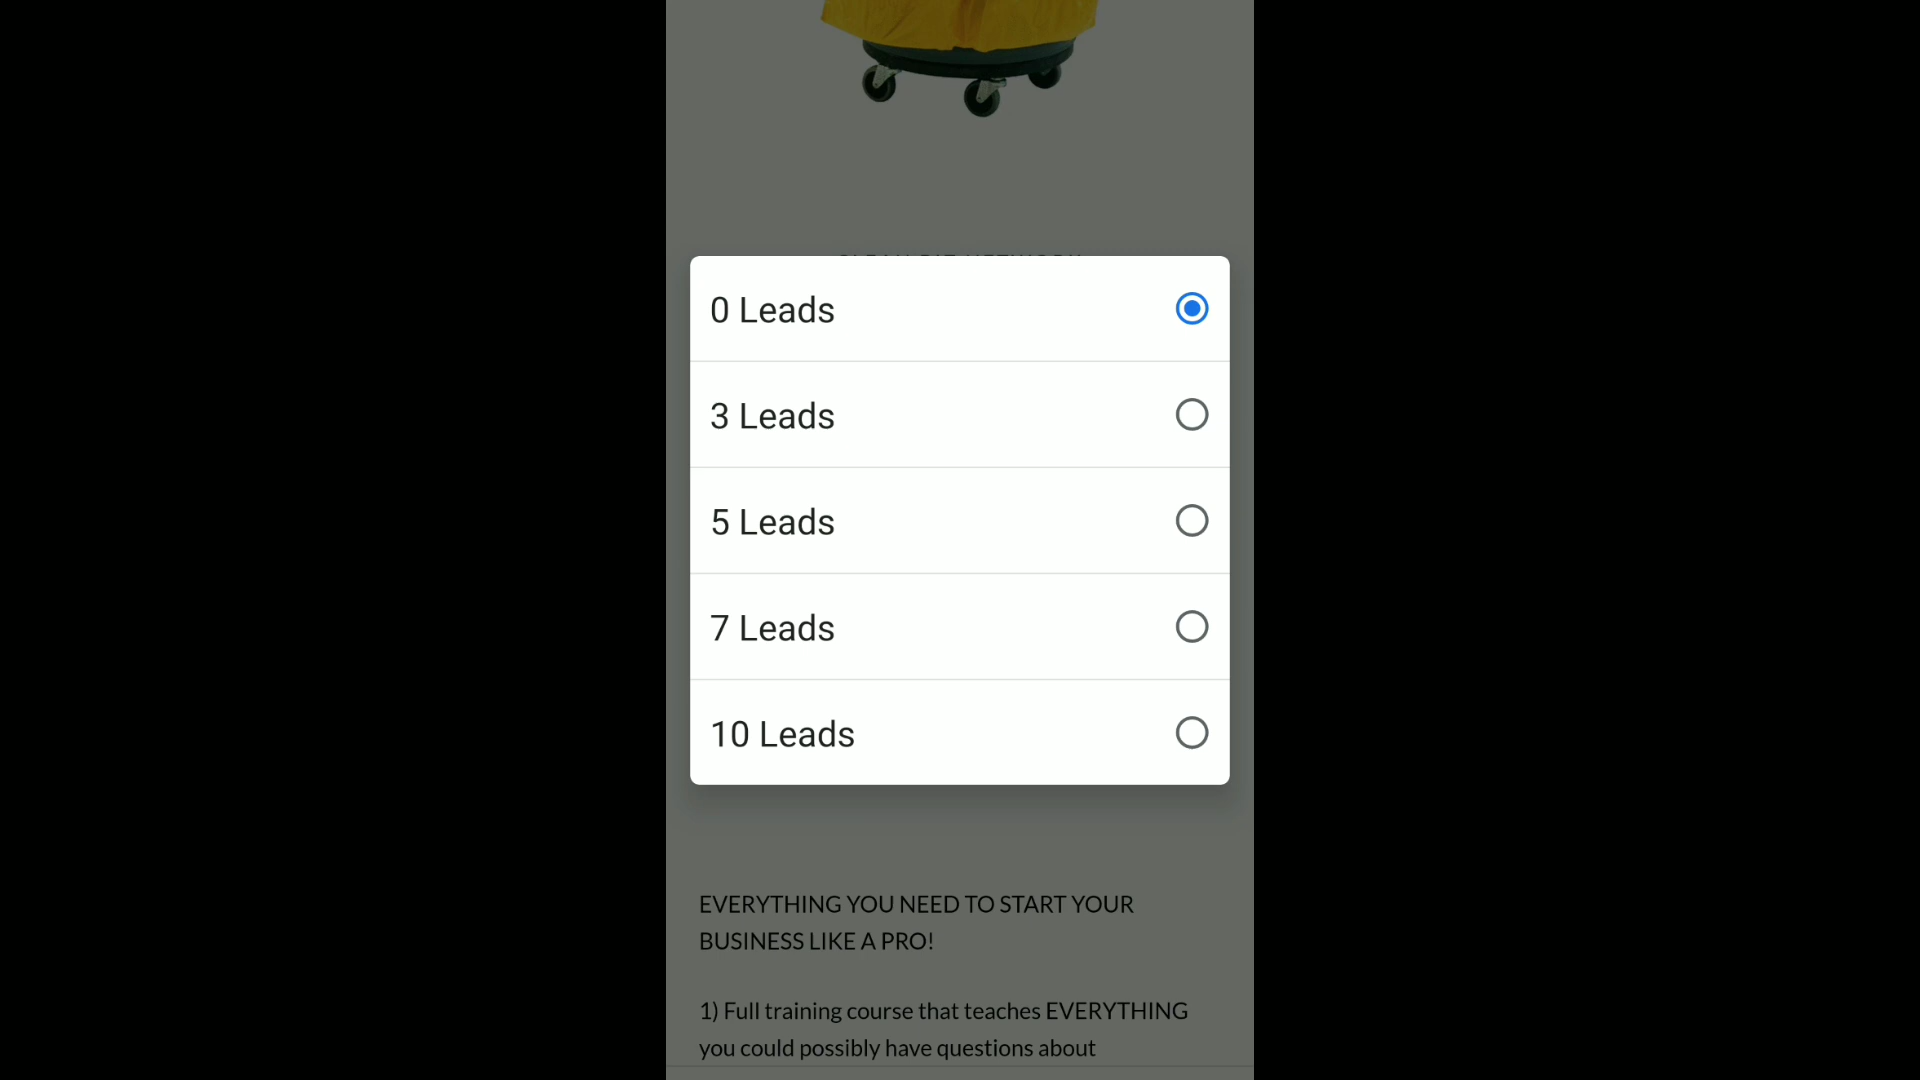 0 Leads
3 Leads
5 Leads
7 Leads
10 Leads
EVERYTHING YOU NEED TO START YOUR
BUSINESS LIKE A PRO!
1) Full training course that teaches EVERYTHING
you could possibly have questions about